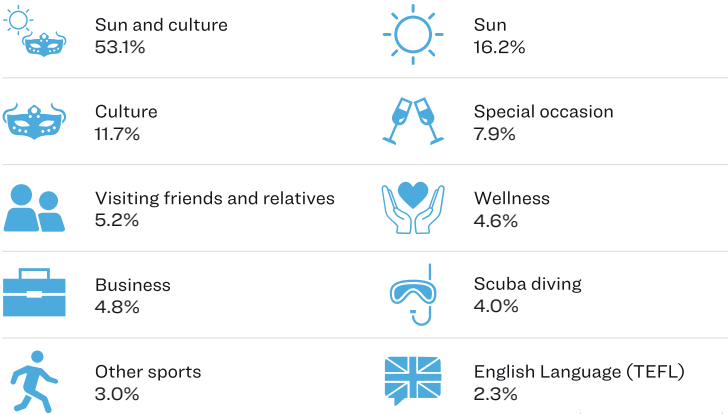 Sun and culture
53.1%
Sun
16.2%
Culture
11.7%
Special occasion
7.9%
Visiting friends and relatives
5.2%
Wellness
4.6%
Business
4.8%
Scuba diving
4.0%
Other sports
3.0%
English Language (TEFL)
2.3%